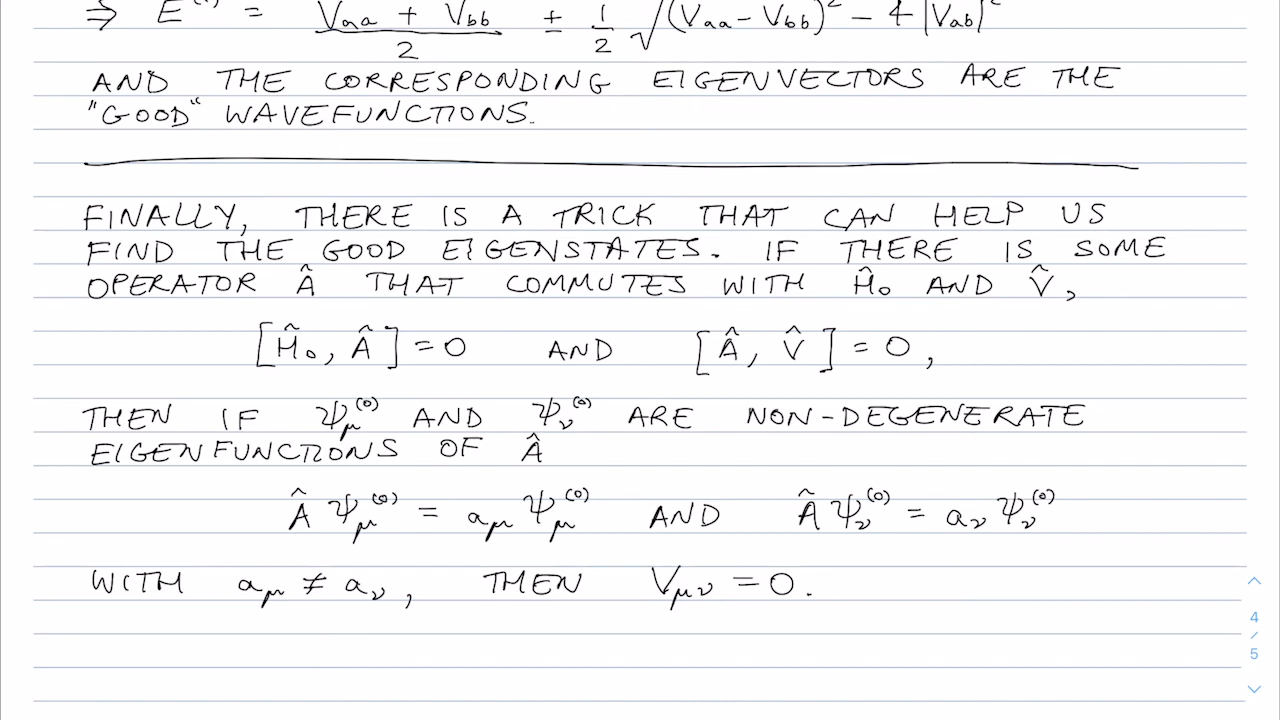 ⇒ E⁽¹⁾ = (Vaa + Vbb)/2 ± 1/2 √(Vaa - Vbb)² - 4|Vab|²
AND THE CORRESPONDING EIGENVECTORS ARE THE
"GOOD" WAVEFUNCTIONS.
FINALLY, THERE IS A TRICK THAT CAN HELP US
FIND THE GOOD EIGENSTATES. IF THERE IS SOME
OPERATOR Â THAT COMMUTES WITH Ĥ₀ AND V̂,
[Ĥ₀, Â] = 0 AND [Â, V̂] = 0,
THEN IF ψμ⁽⁰⁾ AND ψν⁽⁰⁾ ARE NON-DEGENERATE
EIGENFUNCTIONS OF Â
Â ψμ⁽⁰⁾ = aμ ψμ⁽⁰⁾ AND Â ψν⁽⁰⁾ = aν ψν⁽⁰⁾
WITH aμ ≠ aν, THEN Vμν = 0.
4
/
5